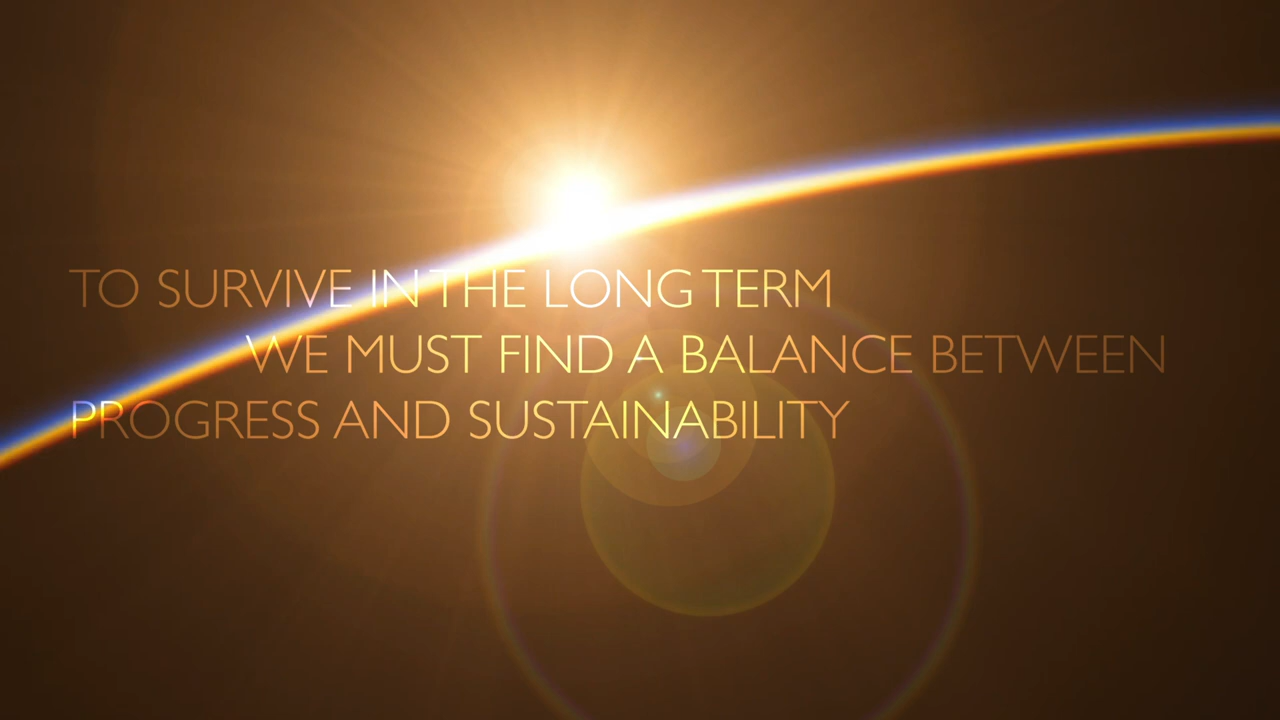 TO SURVIVE IN THE LONG TERM
WE MUST FIND A BALANCE BETWEEN
PROGRESS AND SUSTAINABILITY